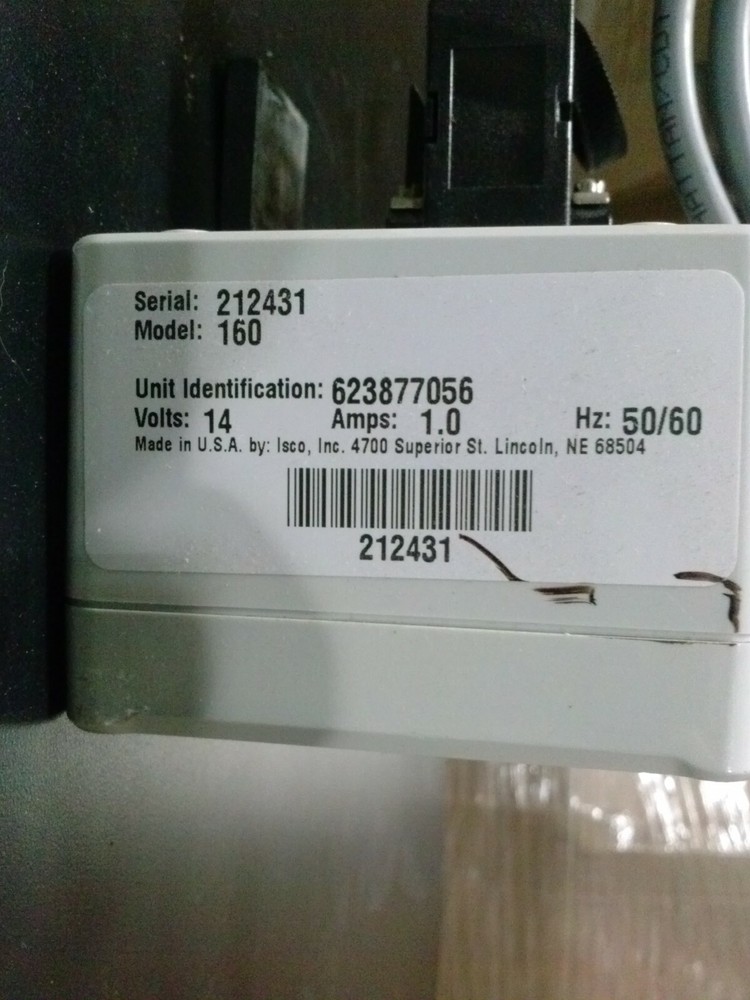 Serial: 212431
Model: 160
Unit Identification: 623877056
Volts: 14 Amps: 1.0 Hz: 50/60
Made in U.S.A. by: Isco, Inc. 4700 Superior St. Lincoln, NE 68504
212431